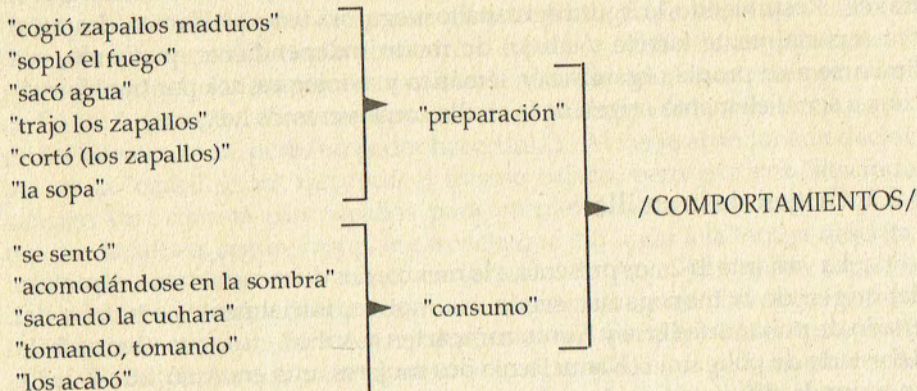 "cogió zapallos maduros"
"sopló el fuego"
"sacó agua"
"trajo los zapallos"
"cortó (los zapallos)"
"la sopa"
"preparación"
/COMPORTAMIENTOS/
"se sentó"
"acomodándose en la sombra"
"sacando la cuchara"
"tomando, tomando"
"los acabó"
"consumo"